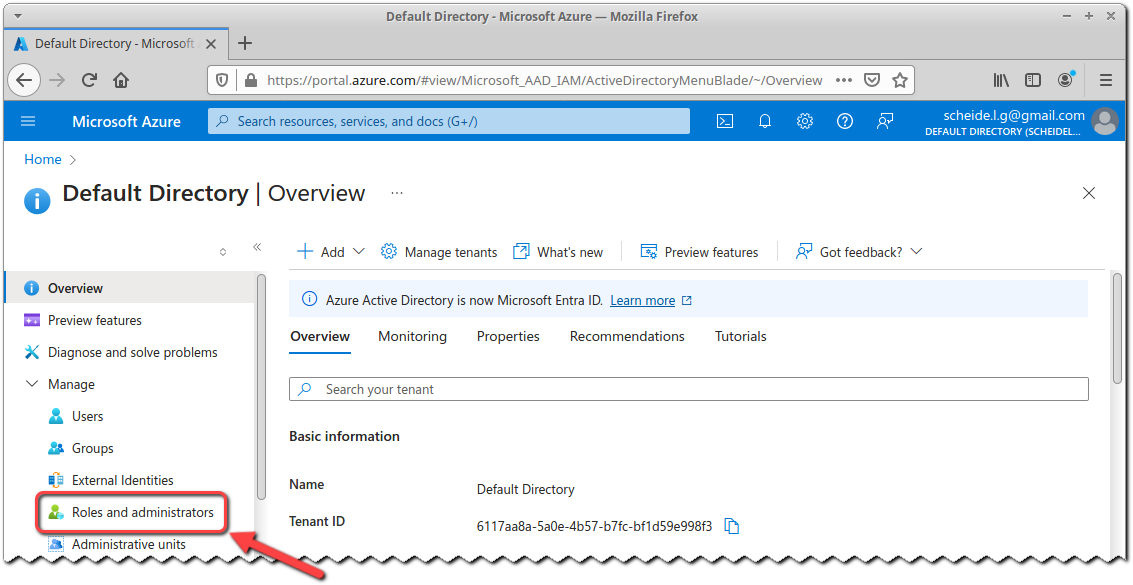 Default Directory - Microsoft Azure — Mozilla Firefox
Default Directory - Microsoft
https://portal.azure.com/#view/Microsoft_AAD_IAM/ActiveDirectoryMenuBlade/~/Overview
Microsoft Azure
Search resources, services, and docs (G+/)
scheide.l.g@gmail.com
DEFAULT DIRECTORY (SCHEIDEL...
Home
Default Directory | Overview
Add
Manage tenants
What's new
Preview features
Got feedback?
Overview
Preview features
Diagnose and solve problems
Manage
Users
Groups
External Identities
Roles and administrators
Administrative units
Azure Active Directory is now Microsoft Entra ID. Learn more
Overview Monitoring Properties Recommendations Tutorials
Search your tenant
Basic information
Name Default Directory
Tenant ID 6117aa8a-5a0e-4b57-b7fc-bf1d59e998f3